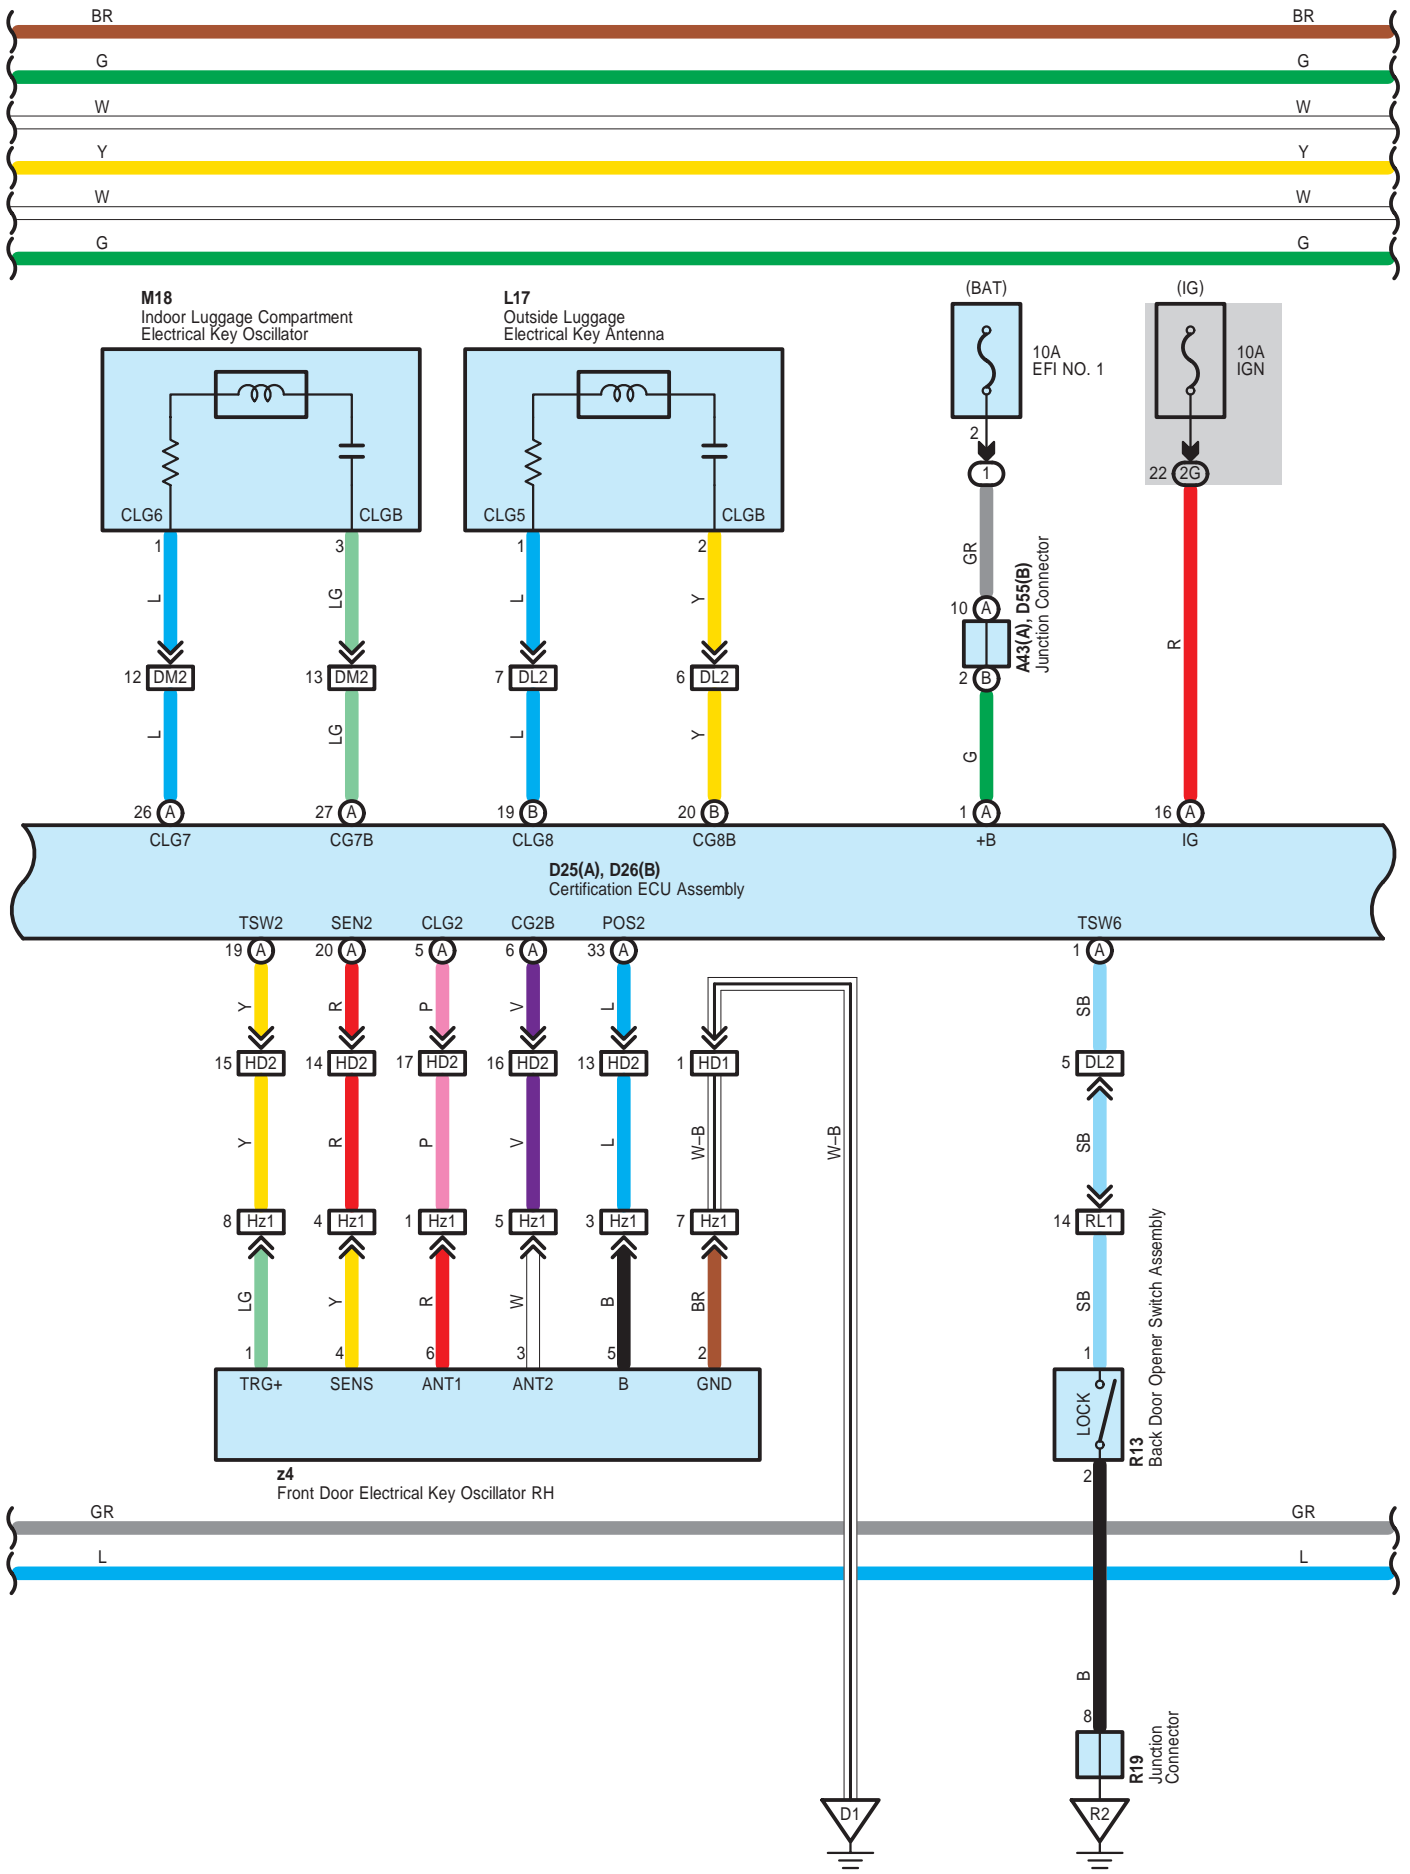 BR BR
G G
W W
Y Y
W W
G G
M18
Indoor Luggage Compartment
Electrical Key Oscillator
L17
Outside Luggage
Electrical Key Antenna
(BAT)
(IG)
10A
EFI NO. 1
10A
IGN
2
1
22 2G
CLG6 CLGB CLG5 CLGB
1 3 1 2
L LG L Y GR
10 A
A43(A), D55(B)
Junction Connector
2 B
R
12 DM2 13 DM2 7 DL2 6 DL2
L LG L Y G
26 A 27 A 19 B 20 B 1 A 16 A
CLG7 CG7B CLG8 CG8B +B IG
D25(A), D26(B)
Certification ECU Assembly
TSW2 SEN2 CLG2 CG2B POS2 TSW6
19 A 20 A 5 A 6 A 33 A 1 A
Y R P V L SB
15 HD2 14 HD2 17 HD2 16 HD2 13 HD2 1 HD1 5 DL2
Y R P V L W–B W–B SB
8 Hz1 4 Hz1 1 Hz1 5 Hz1 3 Hz1 7 Hz1 14 RL1
LG Y R W B BR SB
1 4 6 3 5 2 1
TRG+ SENS ANT1 ANT2 B GND
LOCK
R13
Back Door Opener Switch Assembly
2
z4
Front Door Electrical Key Oscillator RH
GR GR
L L
B
8
R19
Junction
Connector
D1 R2